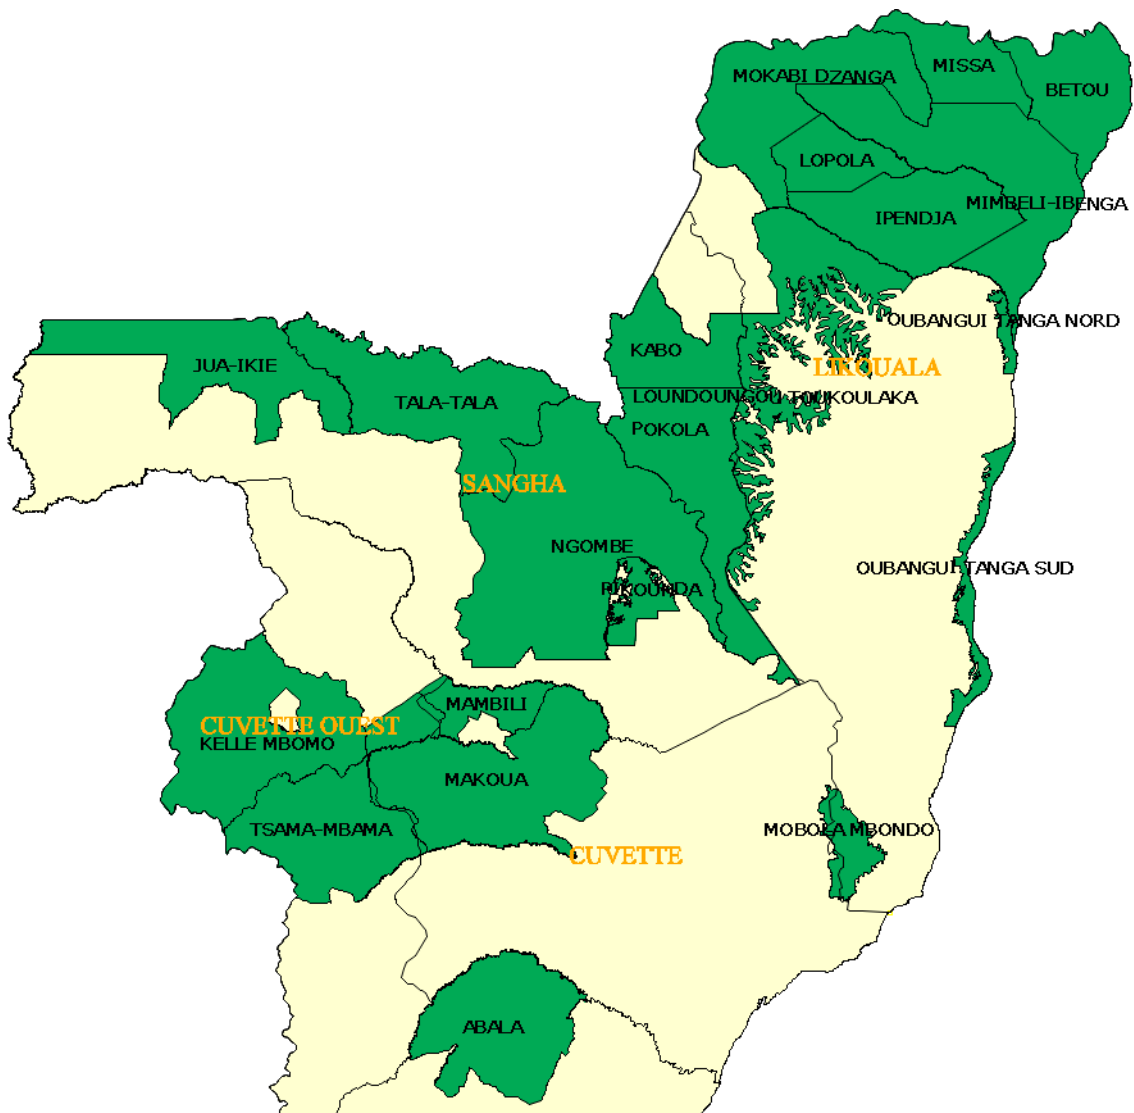 MISSA
MOKABI DZANGA
BETOU
LOPOLA
MIMBELI-IBENGA
IPENDJA
OUBANGUI TANGA NORD
KABO
JUA-IKIE
LIKOUALA
LOUNDOUNGOU TOUKOULAKA
TALA-TALA
POKOLA
SANGHA
NGOMBE
OUBANGUI TANGA SUD
PIKOUNDA
MAMBILI
CUVETTE OUEST
KELLE MBOMO
MAKOUA
TSAMA-MBAMA
MOBOLA MBONDO
CUVETTE
ABALA